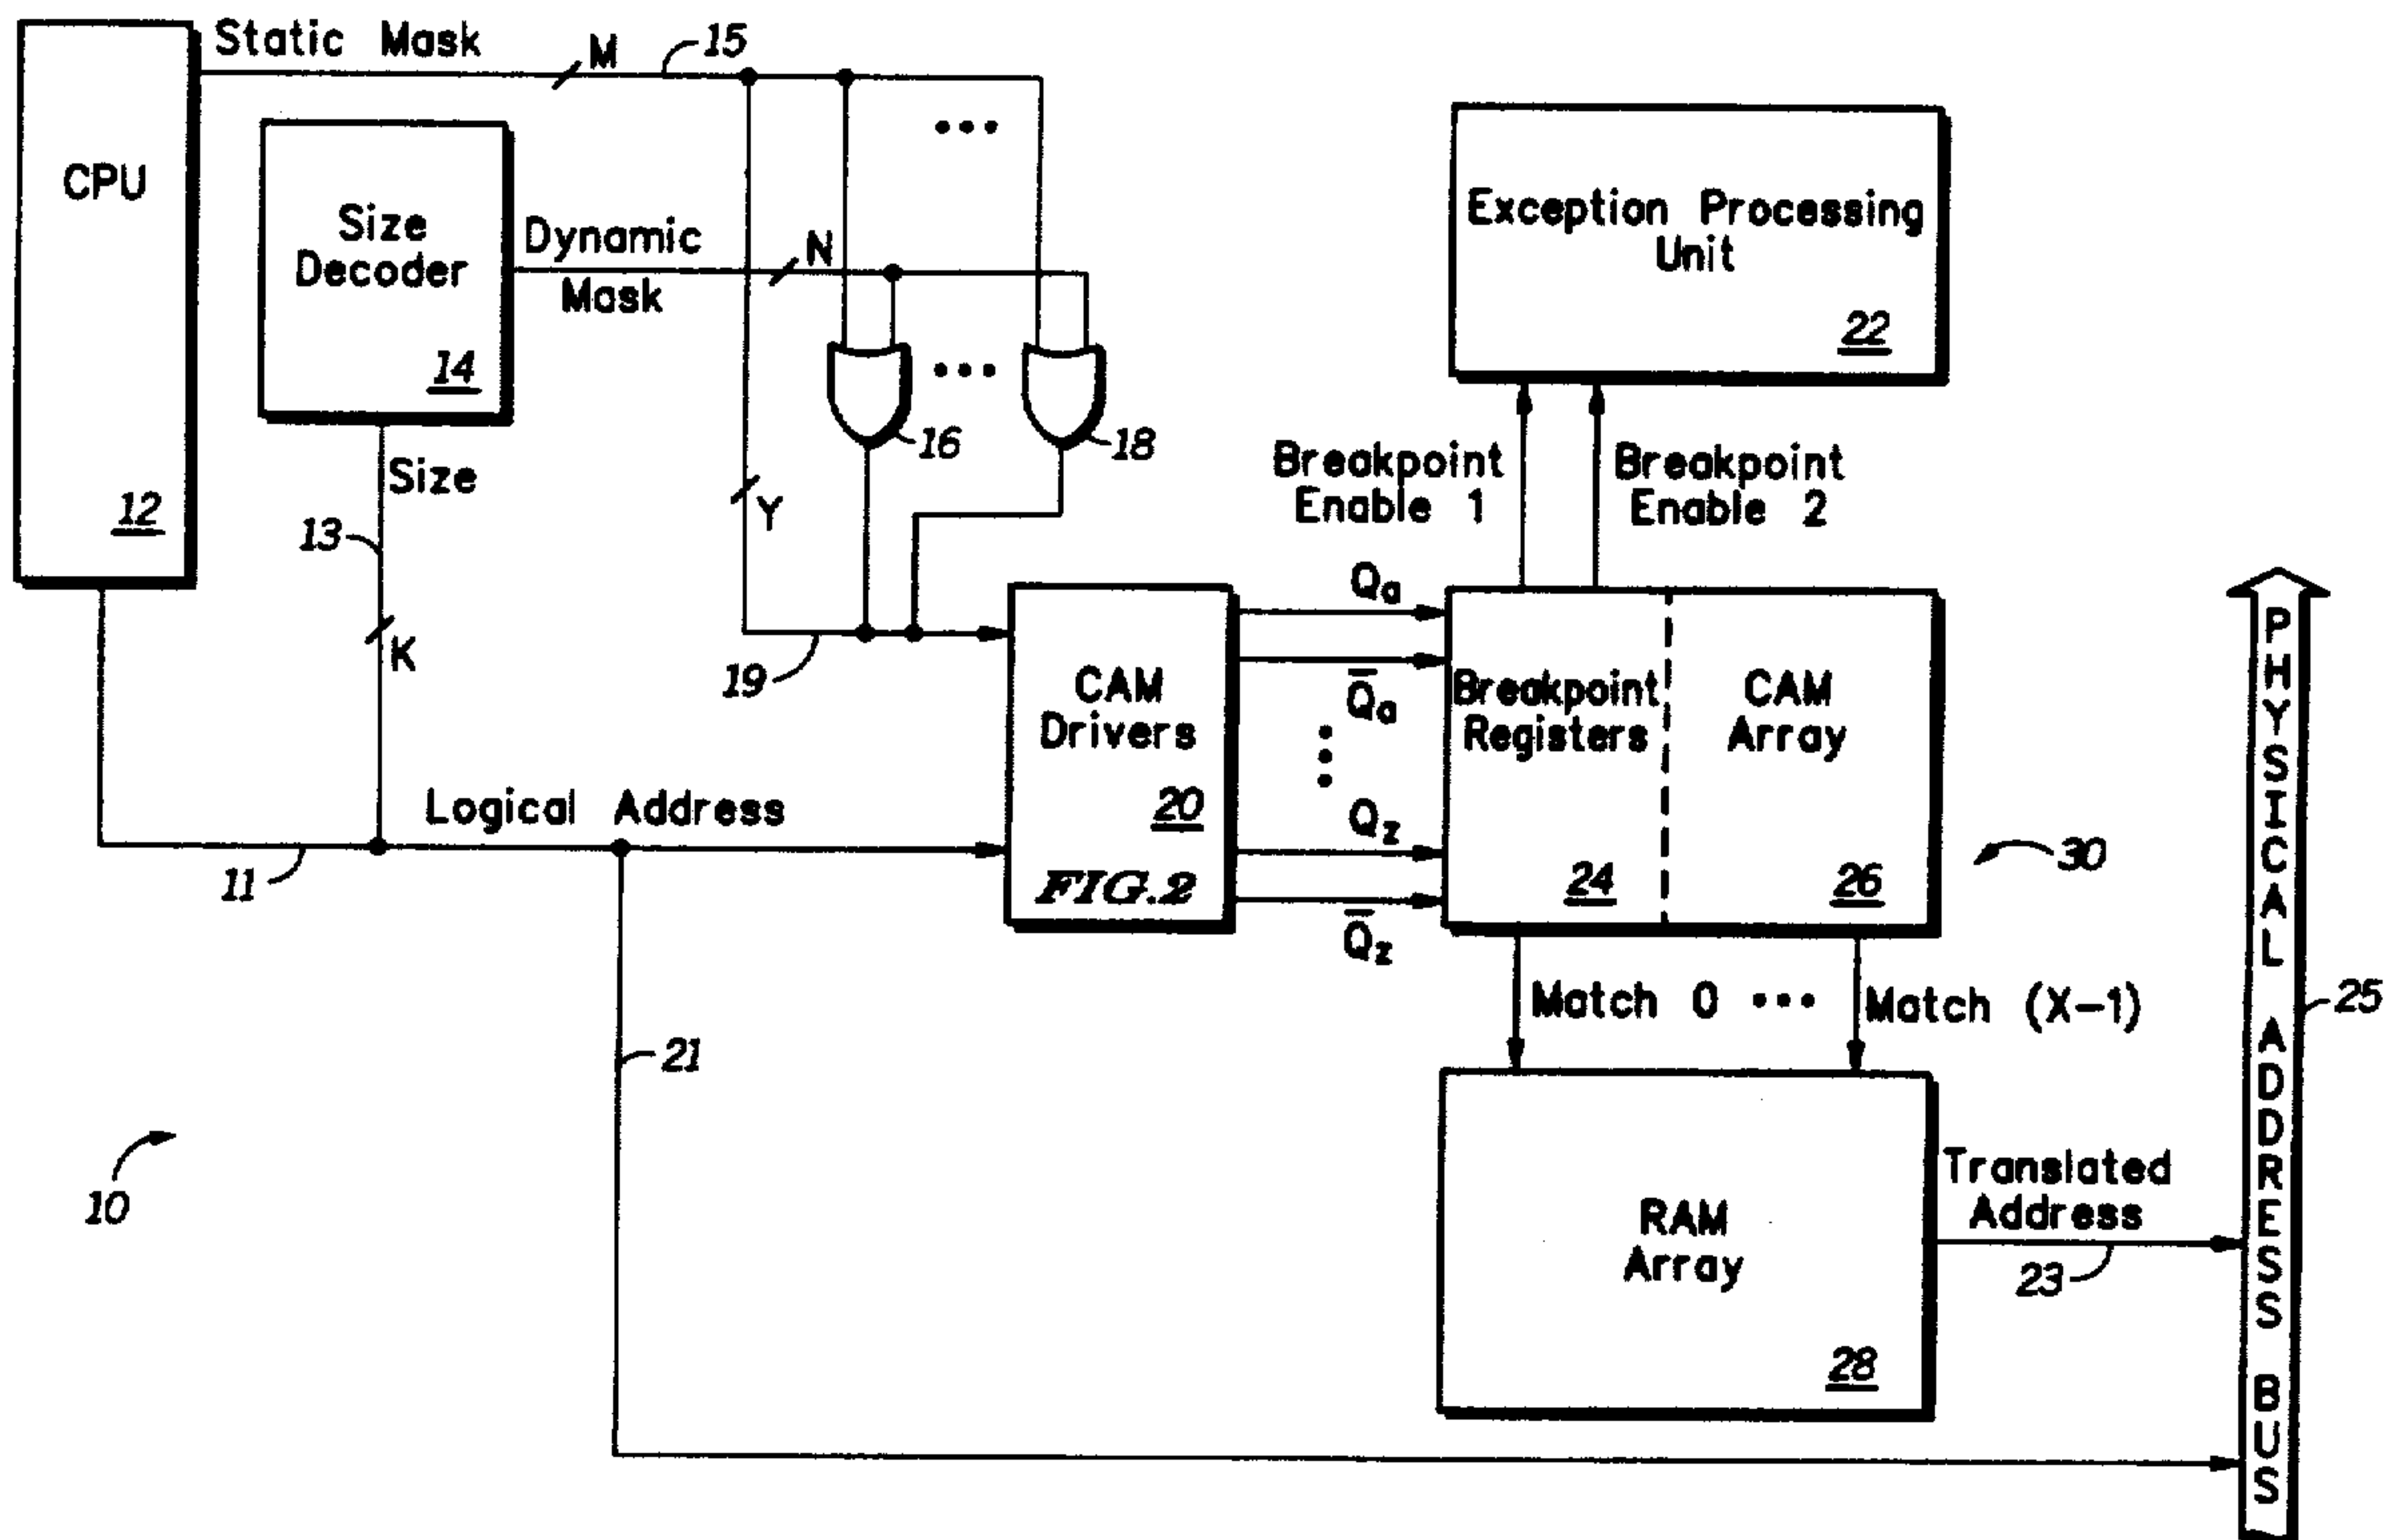 Static Mask
M
15
CPU
12
Size
Decoder
14
Dynamic
Mask
N
16
18
Size
13
K
Y
19
Logical Address
11
21
CAM
Drivers
20
FIG.2
Qa
Q̅a
Qz
Q̅z
Exception Processing
Unit
22
Breakpoint
Enable 1
Breakpoint
Enable 2
Breakpoint
Registers
24
CAM
Array
26
30
Match 0 ••• Match (X-1)
RAM
Array
28
Translated
Address
23
PHYSICAL ADDRESS BUS
25
10